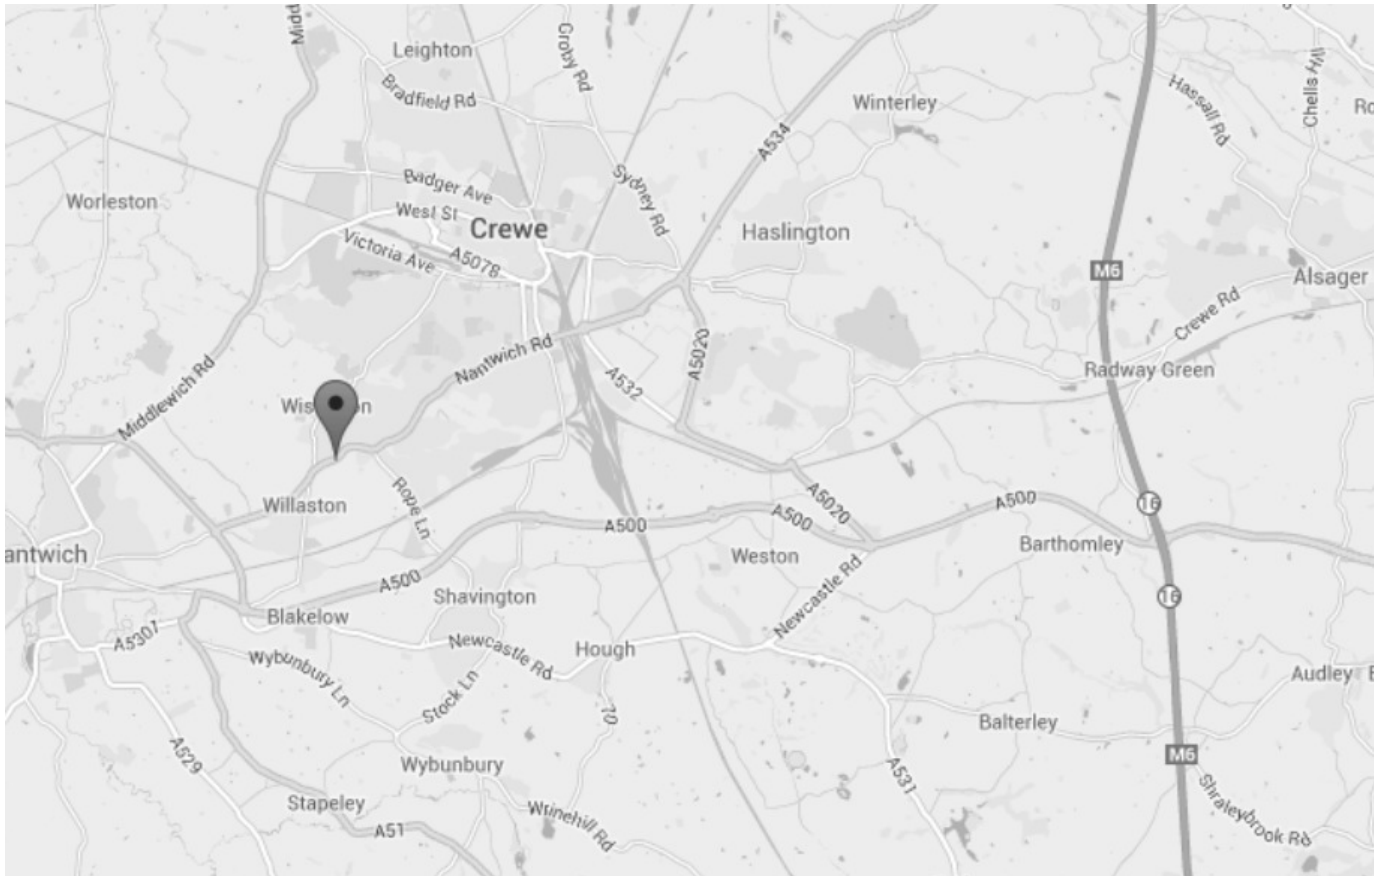 Midd
Leighton
Groby Rd
Bradfield Rd
Winterley
Hassall Rd
Chells Hill
Ro
A534
Worleston
Badger Ave
West St
Sydney Rd
Crewe
Haslington
Victoria Ave
A5078
M6
Alsager
Crewe Rd
Nantwich Rd
A5020
Radway Green
Middlewich Rd
A532
Willaston
Rope Ln
A5020
16
A500
A500
A500
antwich
Weston
Barthomley
A500
Shavington
16
Newcastle Rd
Blakelow
A5301
Newcastle Rd
Hough
Wybunbury Ln
Audley
Stock Ln
Balterley
A529
Wybunbury
M6
A531
Stapeley
Wrinehill Rd
Shraleybrook Rd
A51